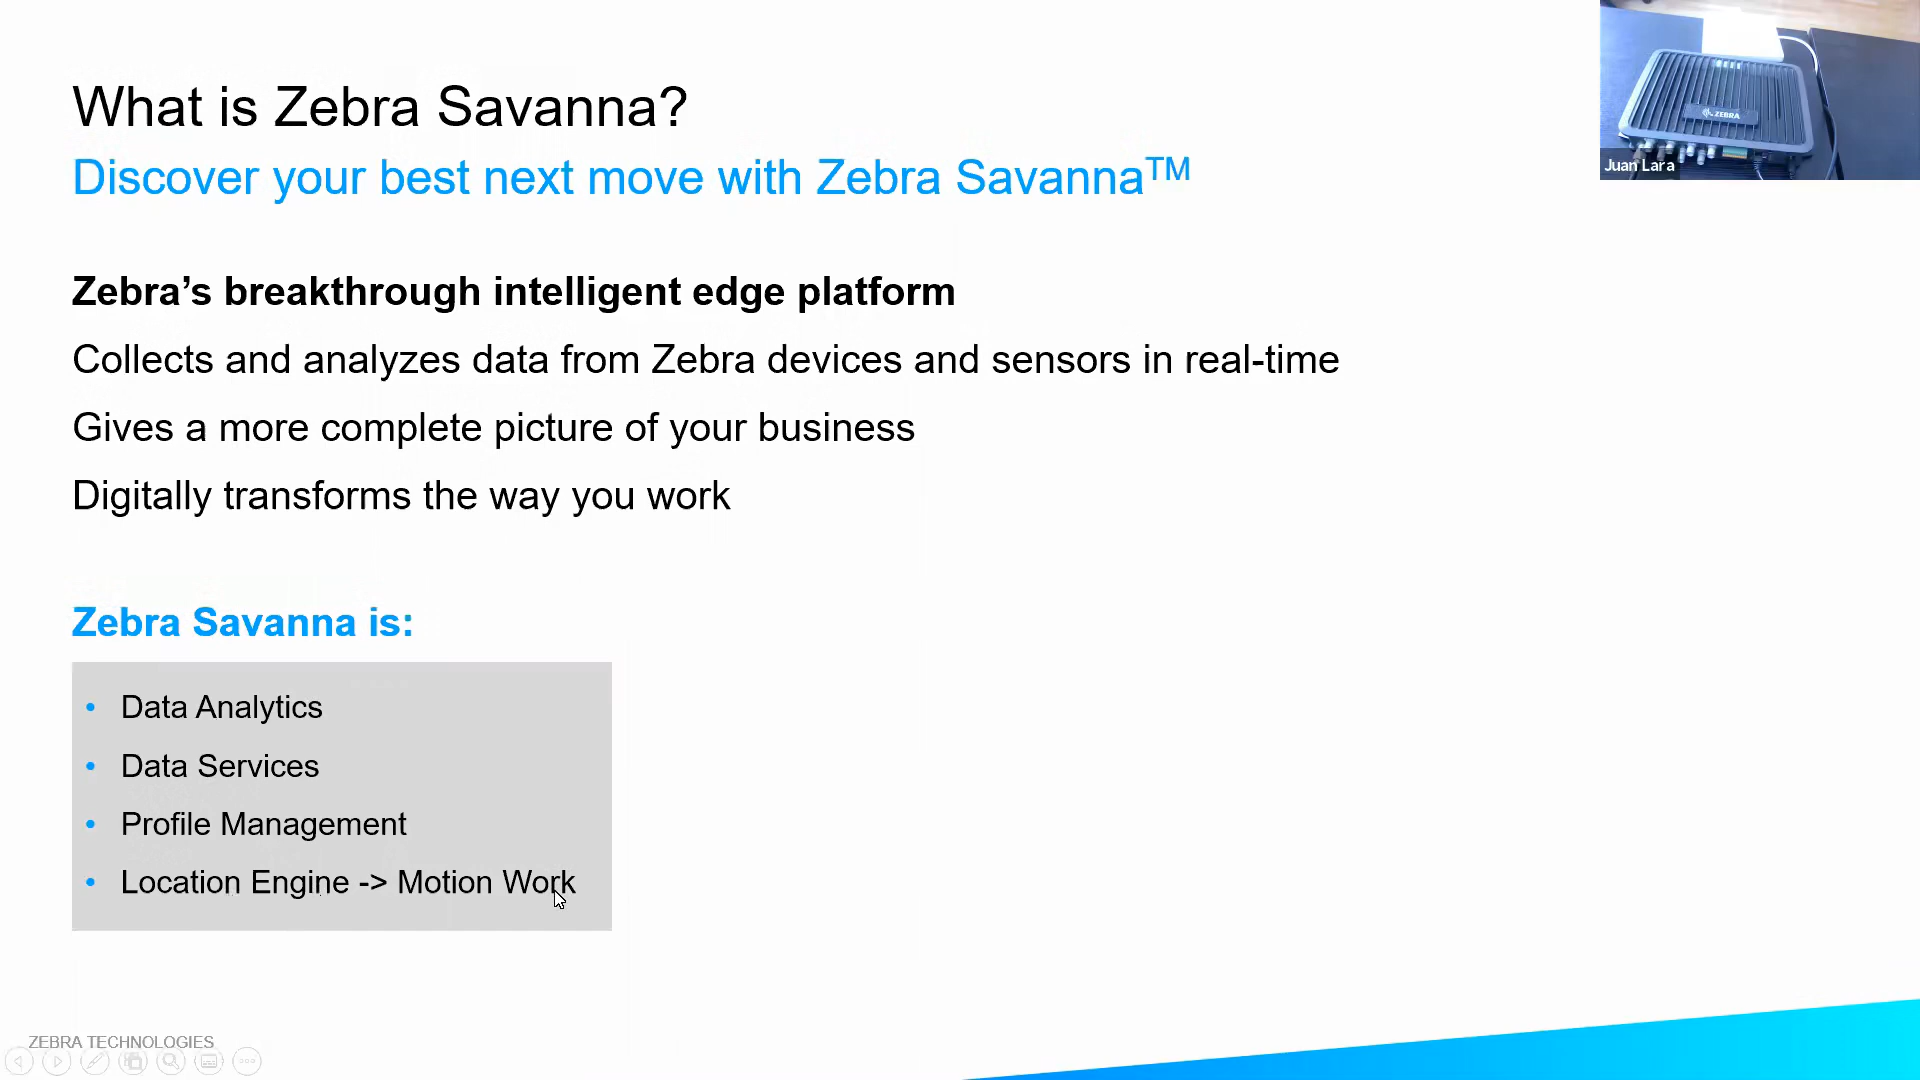 What is Zebra Savanna?
Discover your best next move with Zebra Savanna™
Zebra’s breakthrough intelligent edge platform
Collects and analyzes data from Zebra devices and sensors in real-time
Gives a more complete picture of your business
Digitally transforms the way you work
Zebra Savanna is:
• Data Analytics
• Data Services
• Profile Management
• Location Engine -> Motion Work
ZEBRA TECHNOLOGIES
ZEBRA
Juan Lara